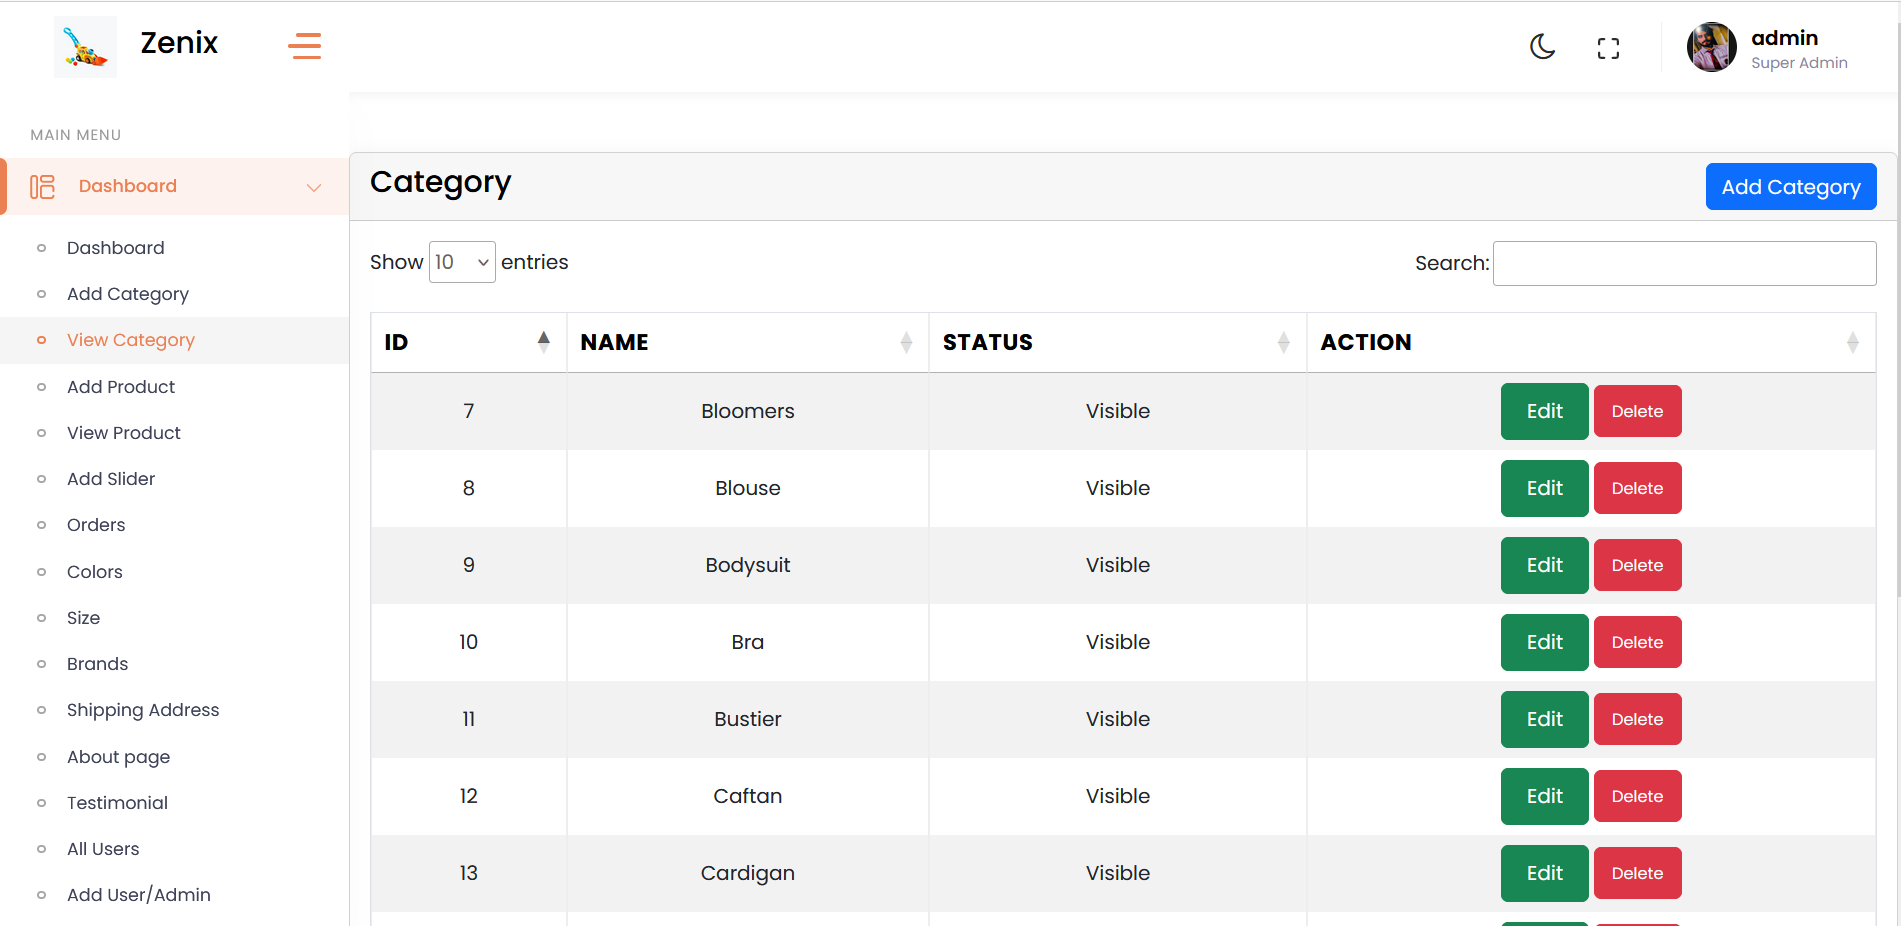 Zenix
admin
Super Admin
MAIN MENU
Dashboard
Dashboard
Add Category
View Category
Add Product
View Product
Add Slider
Orders
Colors
Size
Brands
Shipping Address
About page
Testimonial
All Users
Add User/Admin
Category
Add Category
Show 10 entries
Search:
ID NAME STATUS ACTION
7 Bloomers Visible Edit Delete
8 Blouse Visible Edit Delete
9 Bodysuit Visible Edit Delete
10 Bra Visible Edit Delete
11 Bustier Visible Edit Delete
12 Caftan Visible Edit Delete
13 Cardigan Visible Edit Delete